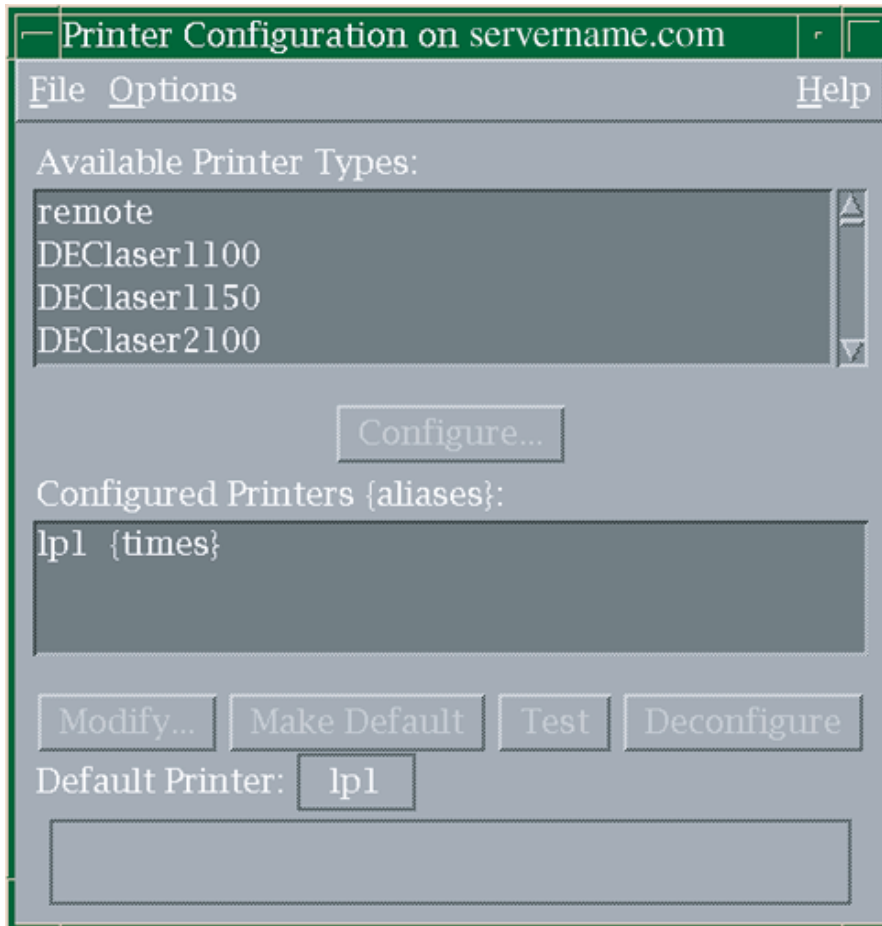 Printer Configuration on servername.com
File Options Help
Available Printer Types:
remote
DEClaser1100
DEClaser1150
DEClaser2100
Configure...
Configured Printers {aliases}:
lp1 {times}
Modify... Make Default Test Deconfigure
Default Printer: lp1